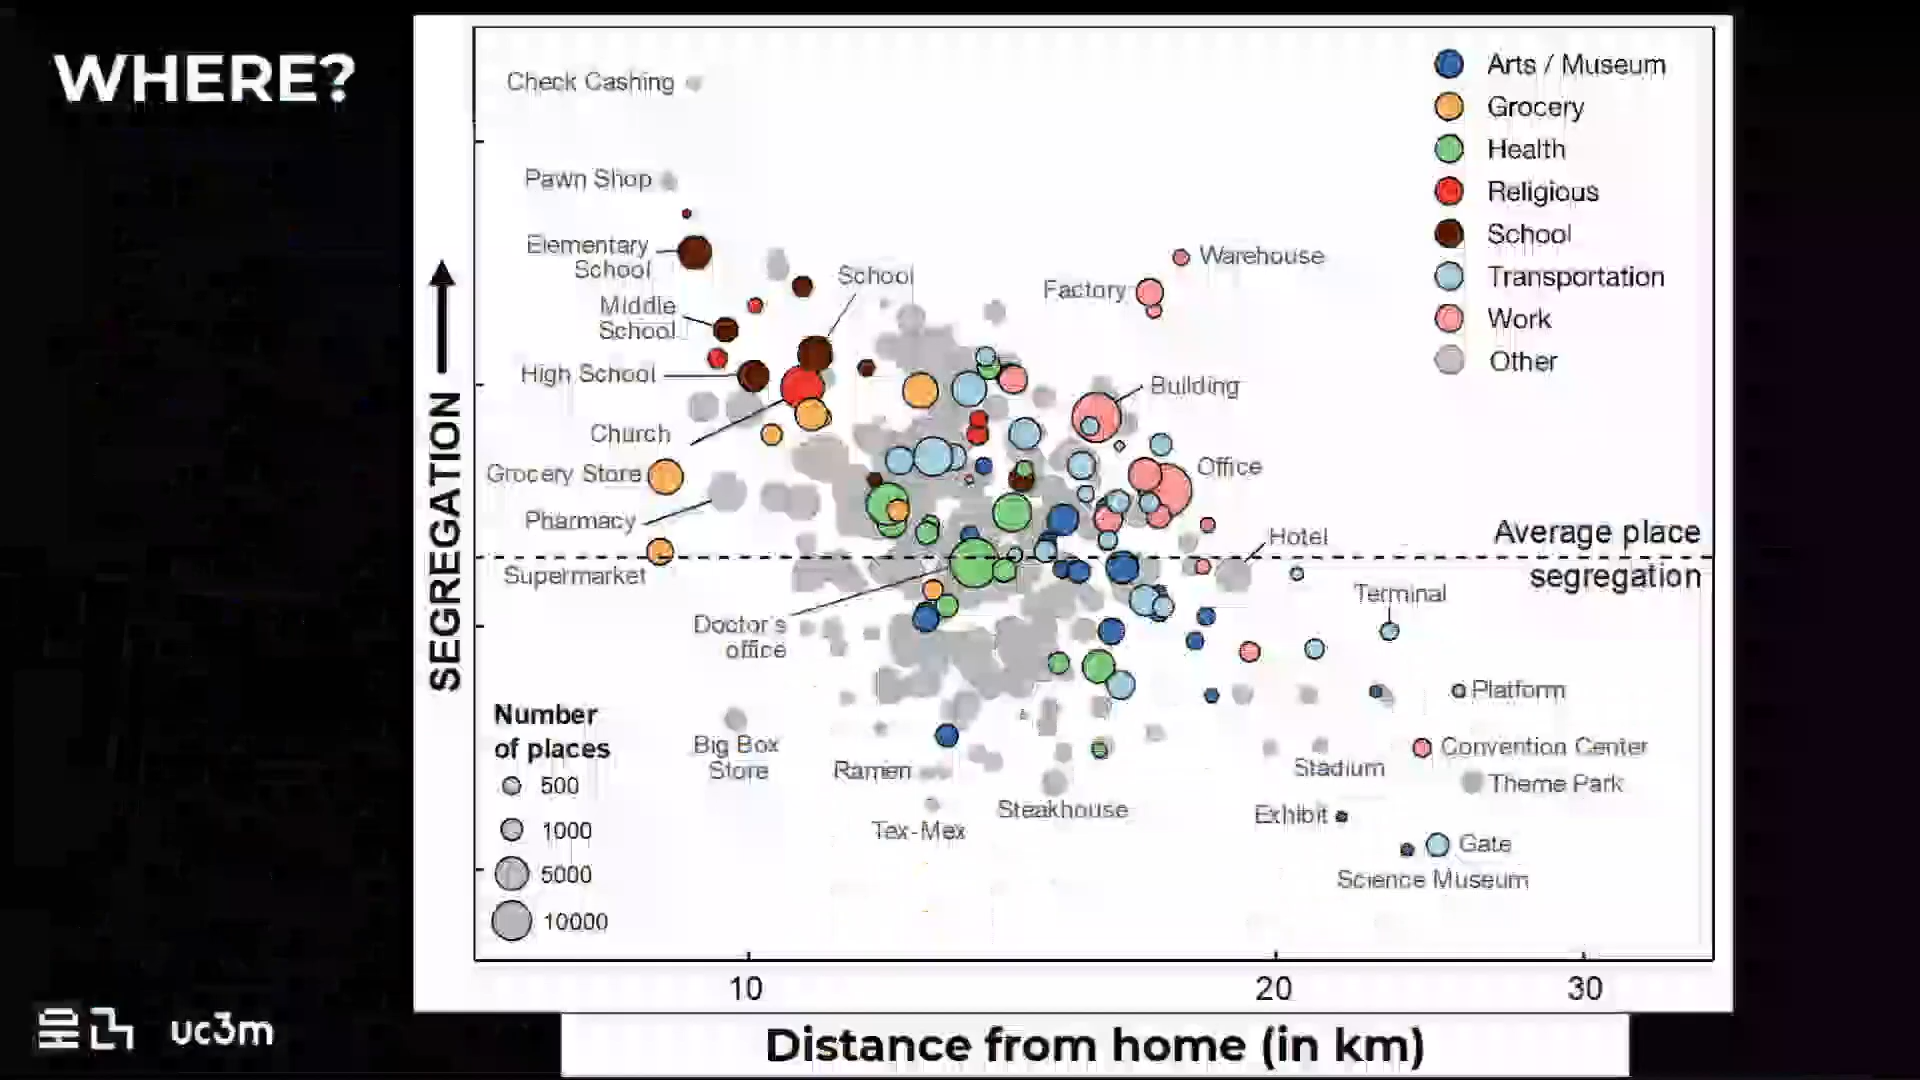 WHERE?
Check Cashing
Pawn Shop
Elementary
School
Middle
School
High School
School
Church
Grocery Store
Pharmacy
Supermarket
Doctor's
office
Warehouse
Factory
Building
Office
Hotel
Average place
segregation
Terminal
Platform
Convention Center
Theme Park
Stadium
Exhibit
Gate
Science Museum
Big Box
Store
Ramen
Tex-Mex
Steakhouse
Arts / Museum
Grocery
Health
Religious
School
Transportation
Work
Other
SEGREGATION
Number
of places
500
1000
5000
10000
10
20
30
Distance from home (in km)
uc3m